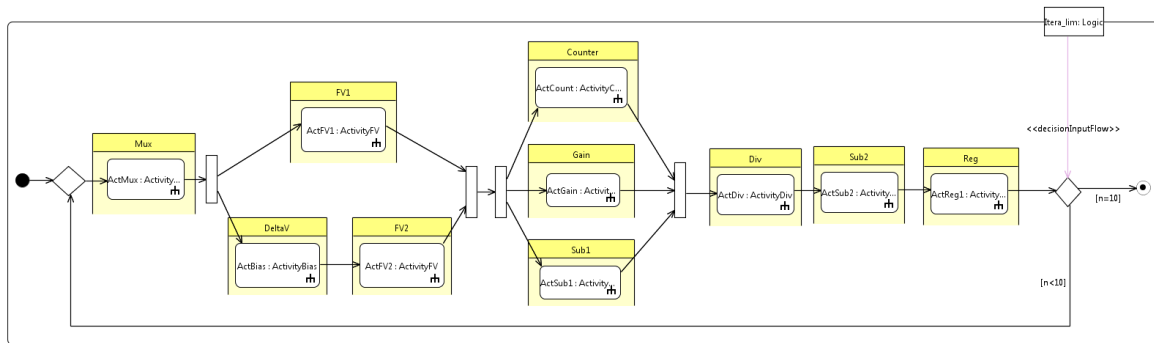 Itera_lim: Logic
Counter
ActCount : ActivityC...
FV1
ActFV1 : ActivityFV
<<decisionInputFlow>>
Mux
ActMux : Activity...
Gain
ActGain : Activit...
Div
ActDiv : ActivityDiv
Sub2
ActSub2 : Activity...
Reg
ActReg1 : Activity...
[n=10]
DeltaV
ActBias : ActivityBias
FV2
ActFV2 : ActivityFV
Sub1
ActSub1 : Activity...
[n<10]